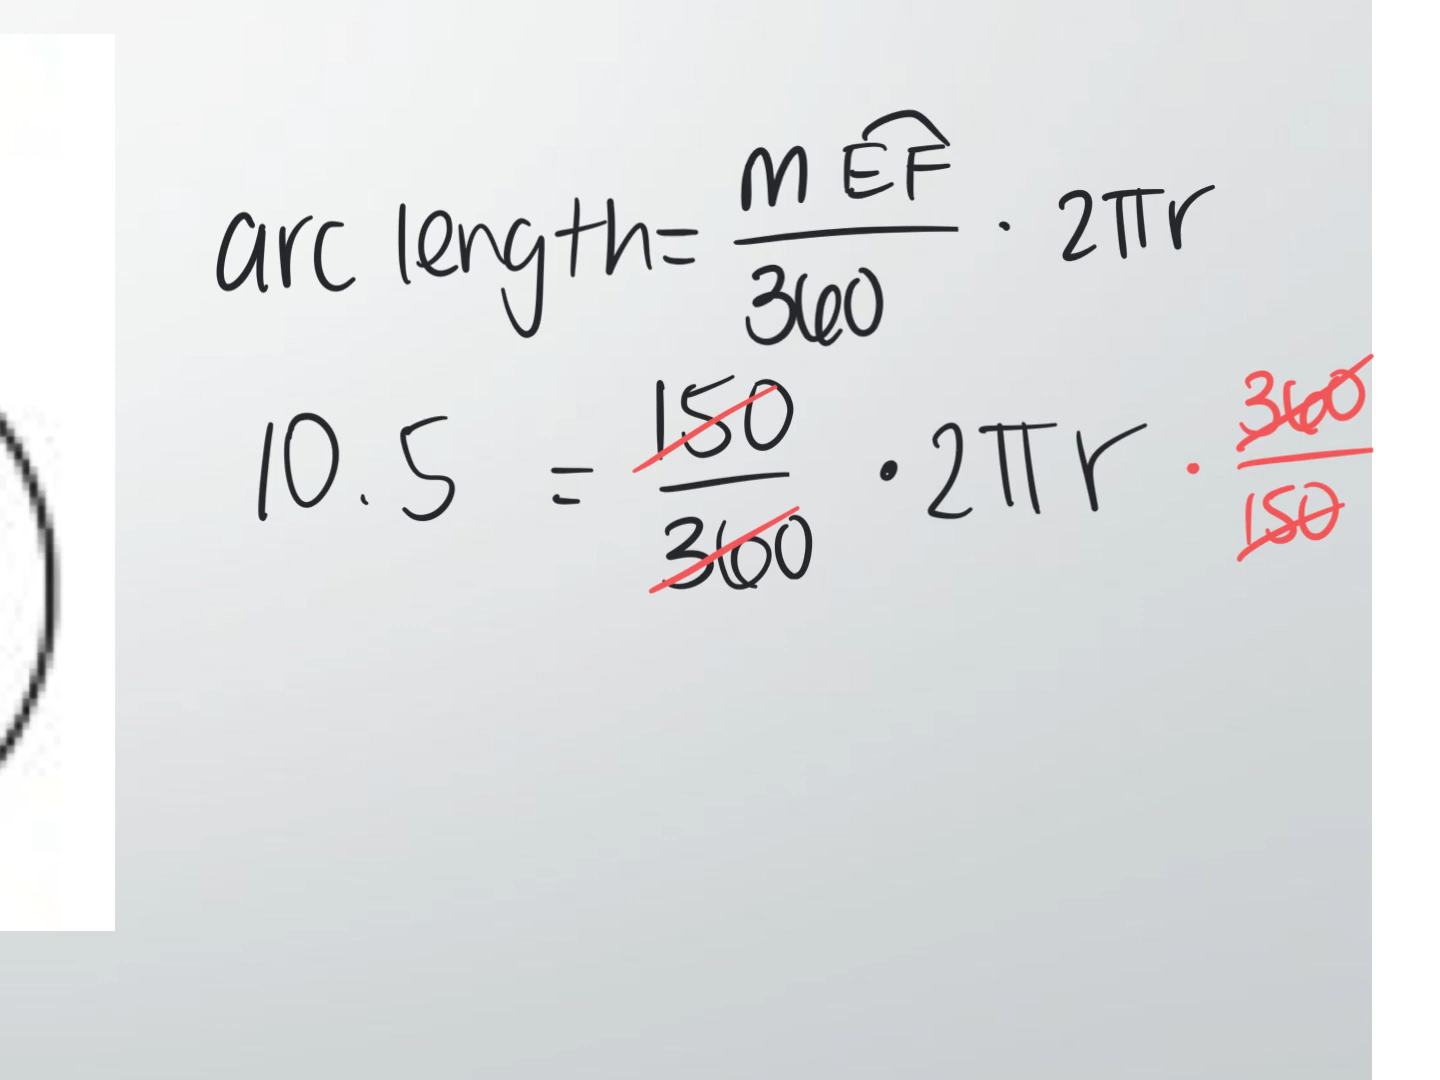 arc length = m EF / 360 · 2πr
10.5 = 150 / 360 · 2πr · 360 / 150